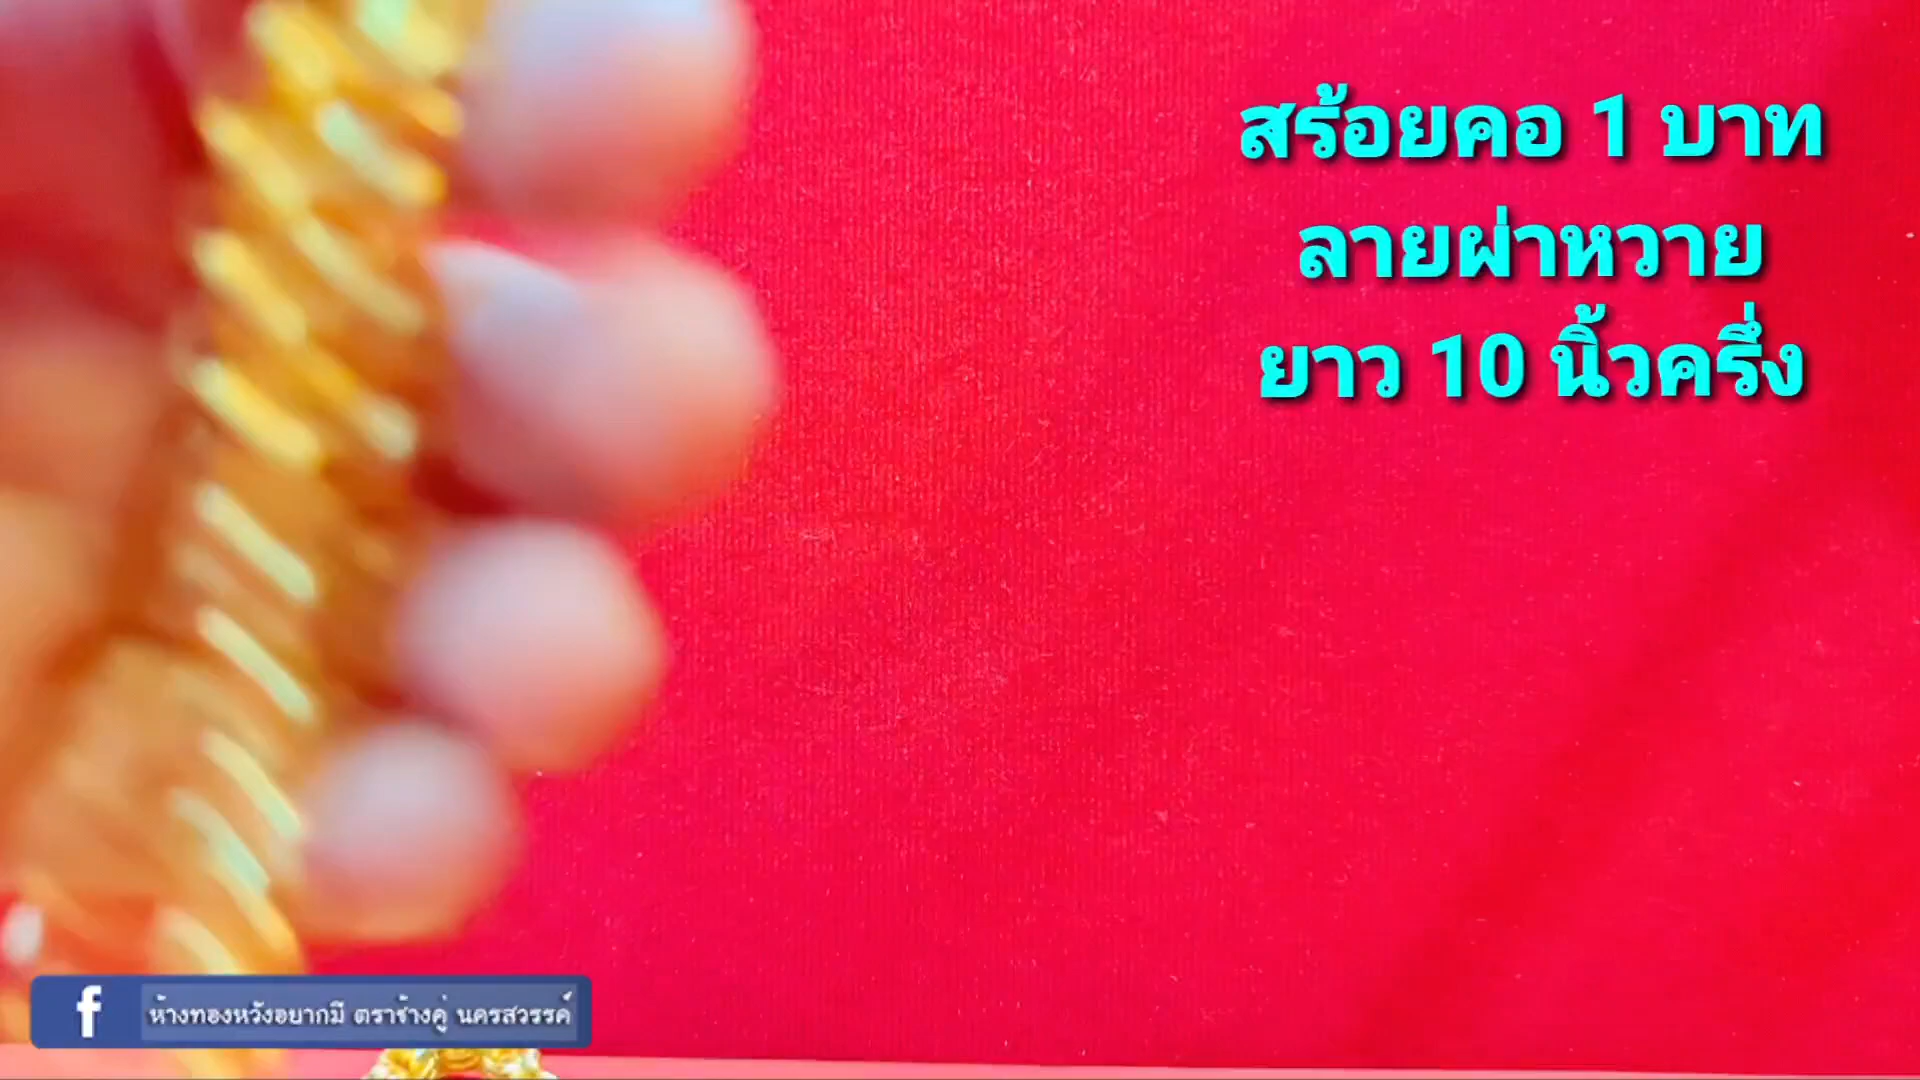 สร้อยคอ 1 บาท
ลายผ่าหวาย
ยาว 10 นิ้วครึ่ง
f ห้างทองหวังอยากมี ตราช้างคู่ นครสวรรค์